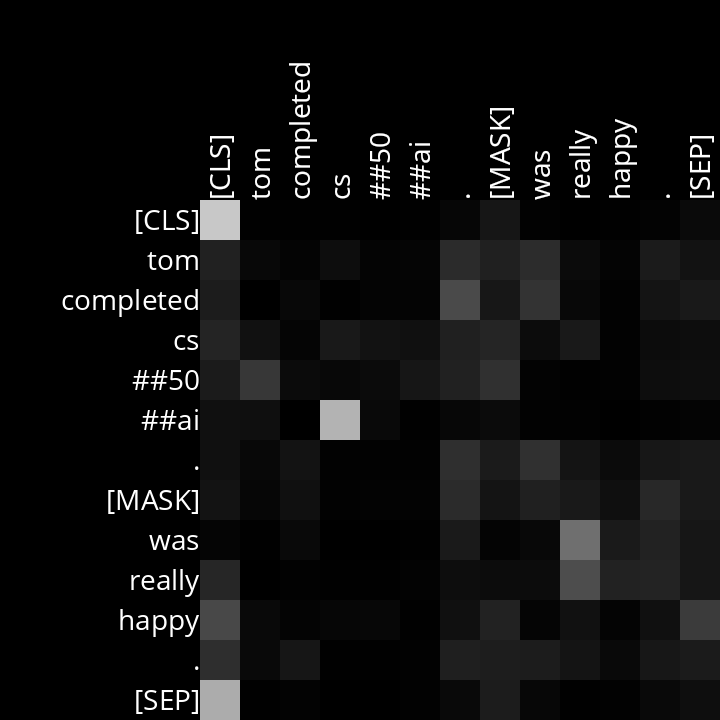 [CLS] tom completed cs ##50 ##ai . [MASK] was really happy . [SEP]
[CLS]
tom
completed
cs
##50
##ai
.
[MASK]
was
really
happy
.
[SEP]